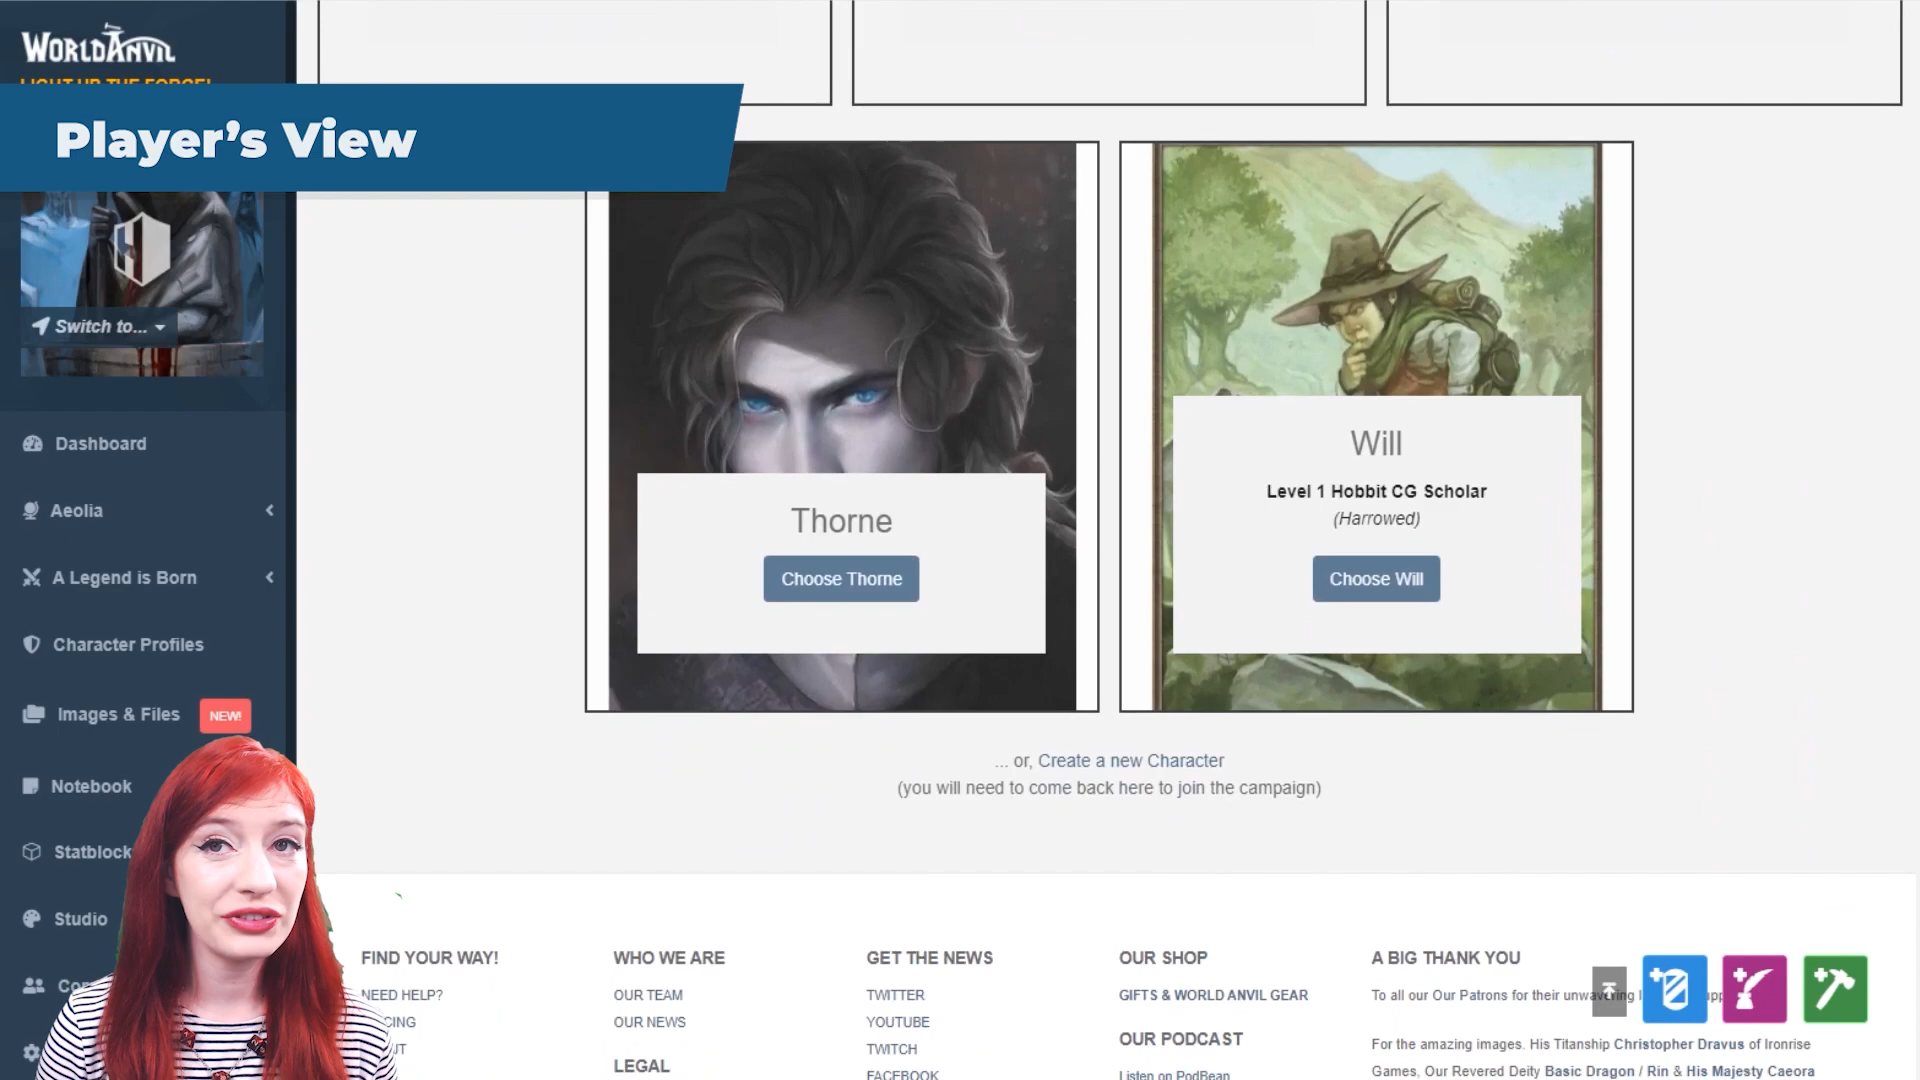 WORLDANVIL
LIGHT UP THE FORGE!
Player's View
Switch to...
Dashboard
Aeolia
A Legend is Born
Character Profiles
Images & Files NEW!
Notebook
Statblock
Studio
Thorne
Choose Thorne
Will
Level 1 Hobbit CG Scholar
(Harrowed)
Choose Will
... or, Create a new Character
(you will need to come back here to join the campaign)
FIND YOUR WAY!
NEED HELP?
WHO WE ARE
OUR TEAM
OUR NEWS
LEGAL
GET THE NEWS
TWITTER
YOUTUBE
TWITCH
FACEBOOK
OUR SHOP
GIFTS & WORLD ANVIL GEAR
OUR PODCAST
Listen on PodBean
A BIG THANK YOU
To all our Our Patrons for their unwavering
For the amazing images. His Titanship Christopher Dravus of Ironrise
Games, Our Revered Deity Basic Dragon / Rin & His Majesty Caeora